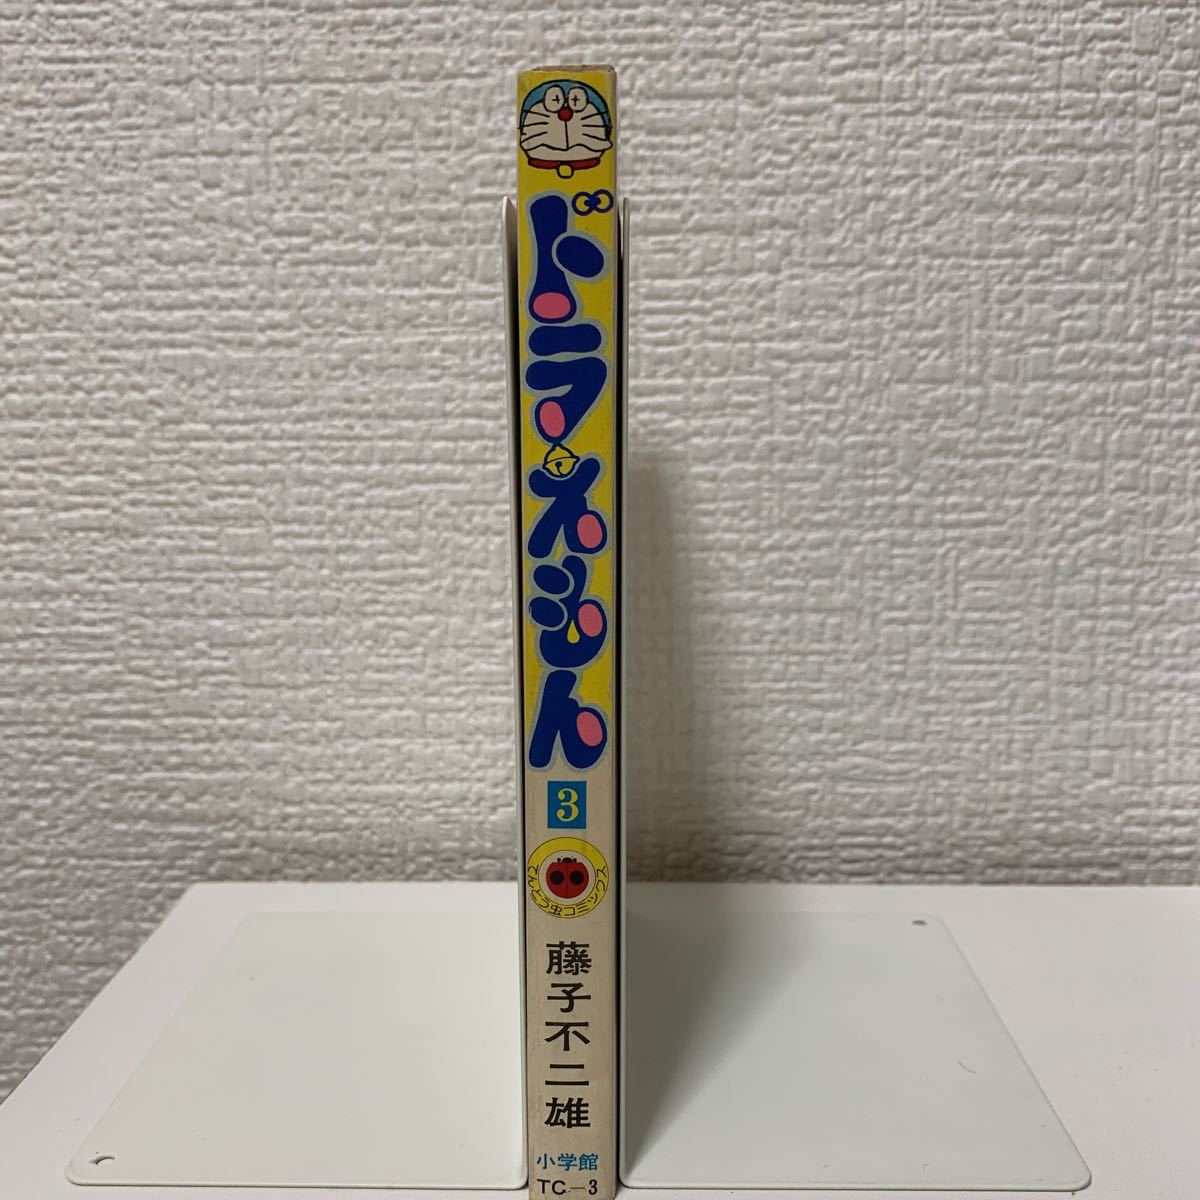 ドラえもん
3
てんとう虫コミックス
藤子不二雄
小学館
TC-3